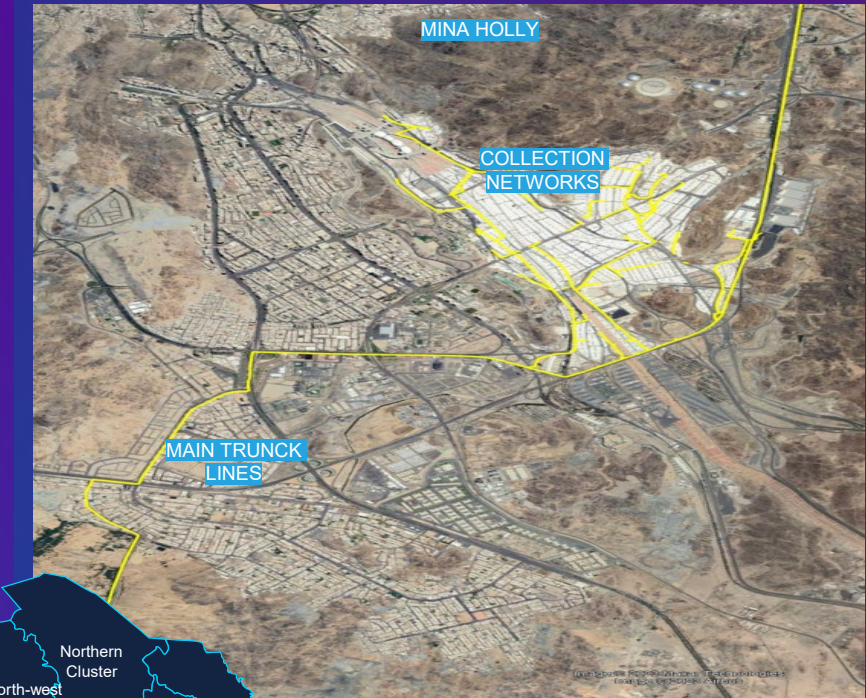 MINA HOLLY
COLLECTION
NETWORKS
MAIN TRUNCK
LINES
Northern
Cluster
orth-west